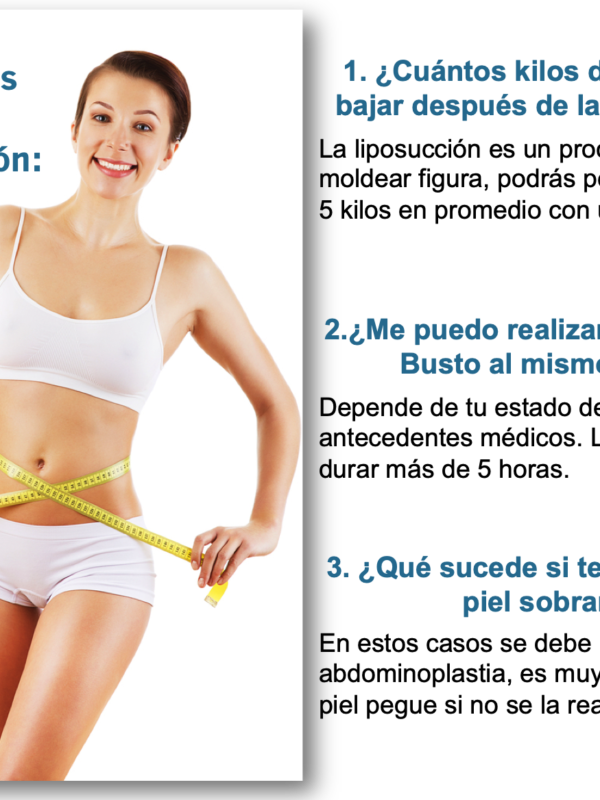 s
ón:
1. ¿Cuántos kilos d
bajar después de la
La liposucción es un proc
moldear figura, podrás pe
5 kilos en promedio con u
2.¿Me puedo realizar
Busto al mismo
Depende de tu estado de
antecedentes médicos. L
durar más de 5 horas.
3. ¿Qué sucede si te
piel sobran
En estos casos se debe
abdominoplastia, es muy
piel pegue si no se la rea